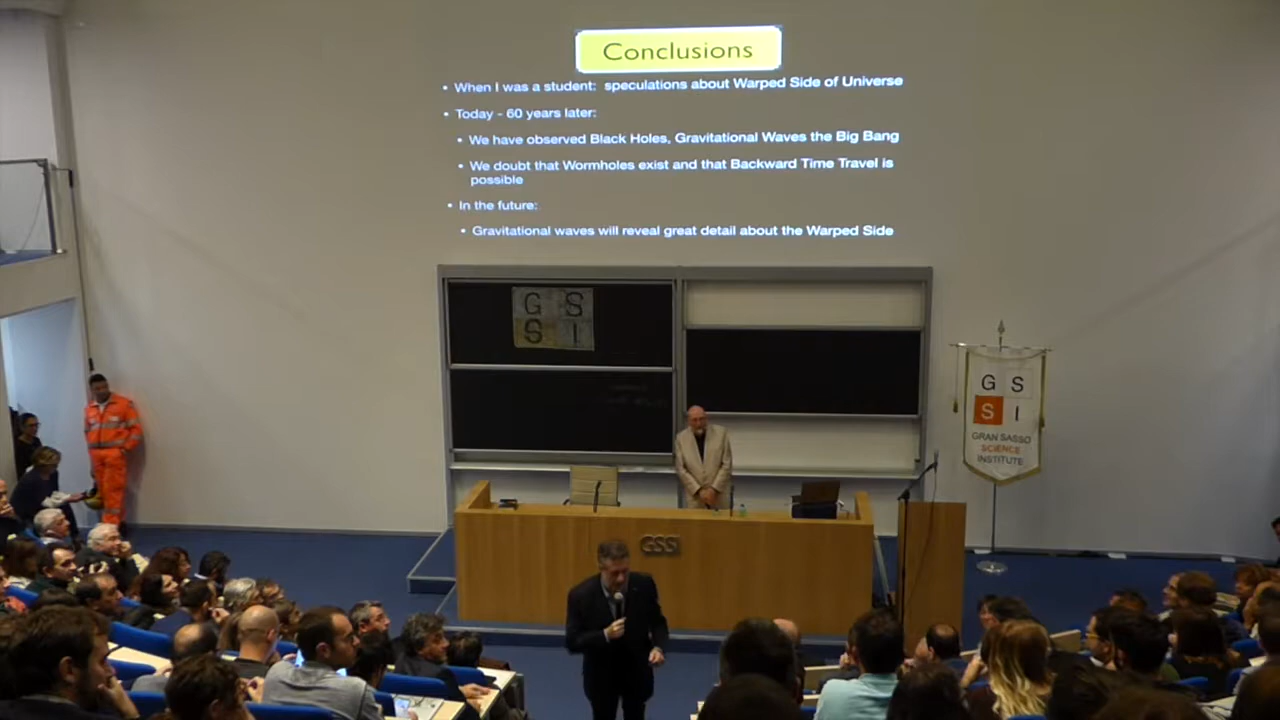 Conclusions
• When I was a student: speculations about Warped Side of Universe
• Today - 60 years later:
• We have observed Black Holes, Gravitational Waves the Big Bang
• We doubt that Wormholes exist and that Backward Time Travel is
possible
• In the future:
• Gravitational waves will reveal great detail about the Warped Side
G S
S I
G S
S I
GRAN SASSO
SCIENCE
INSTITUTE
GSSI